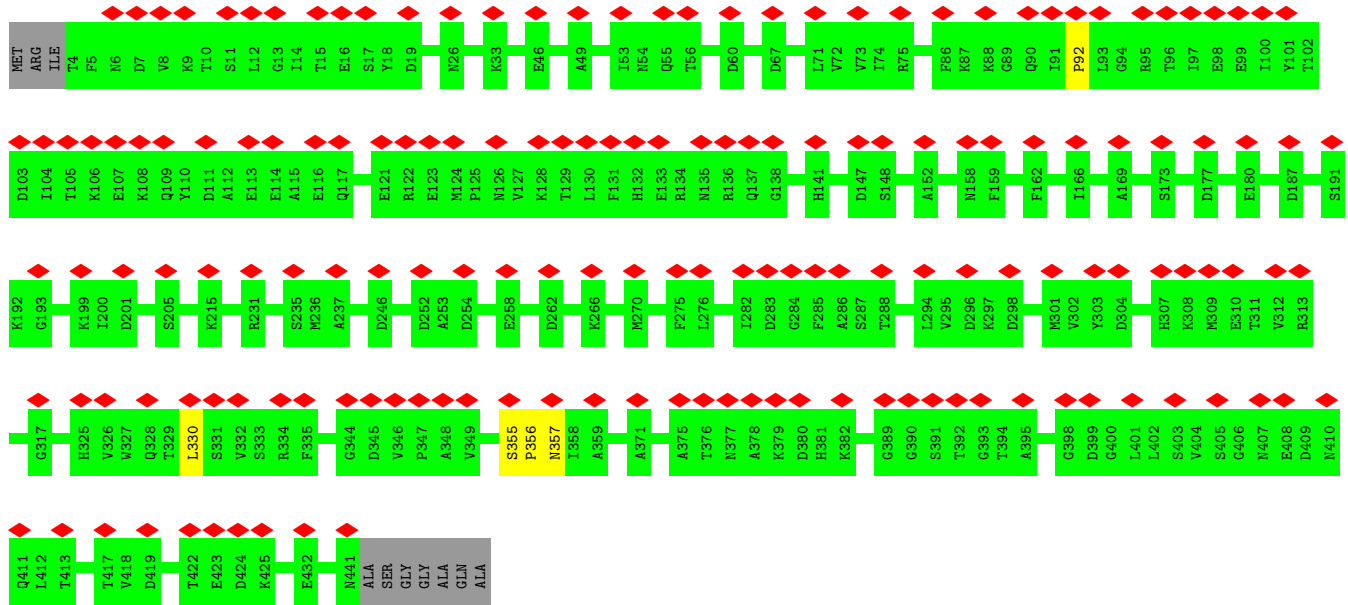 MET ARG ILE T4 F5 N6 D7 V8 K9 T10 S11 L12 G13 I14 T15 E16 S17 Y18 D19 N26 K33 E46 A49 I53 N54 Q55 T56 D60 D67 L71 V72 V73 I74 R75 F86 K87 K88 G89 Q90 I91 P92 L93 G94 R95 T96 I97 E98 E99 I100 Y101 T102
D103 I104 T105 K106 E107 K108 Q109 Y110 D111 A112 E113 E114 A115 E116 Q117 E121 R122 E123 M124 P125 N126 V127 K128 T129 L130 F131 H132 E133 R134 N135 R136 Q137 G138 H141 D147 S148 A152 N158 F159 F162 I166 A169 S173 D177 E180 D187 S191
K192 G193 K199 I200 D201 S205 K215 R231 S235 M236 A237 D246 D252 A253 D254 E258 D262 K266 M270 F275 L276 I282 D283 G284 F285 A286 S287 T288 L294 V295 D296 K297 D298 M301 V302 Y303 D304 H307 K308 M309 E310 T311 V312 R313
G317 H325 V326 W327 Q328 T329 L330 S331 V332 S333 R334 F335 G344 D345 V346 P347 A348 V349 S355 P356 N357 I358 A359 A371 A375 T376 N377 A378 K379 D380 H381 K382 G389 G390 S391 T392 G393 T394 A395 G398 D399 G400 L401 L402 S403 V404 S405 G406 N407 E408 D409 N410
Q411 L412 T413 T417 V418 D419 T422 E423 D424 K425 E432 N441 ALA SER GLY GLY ALA GLN ALA